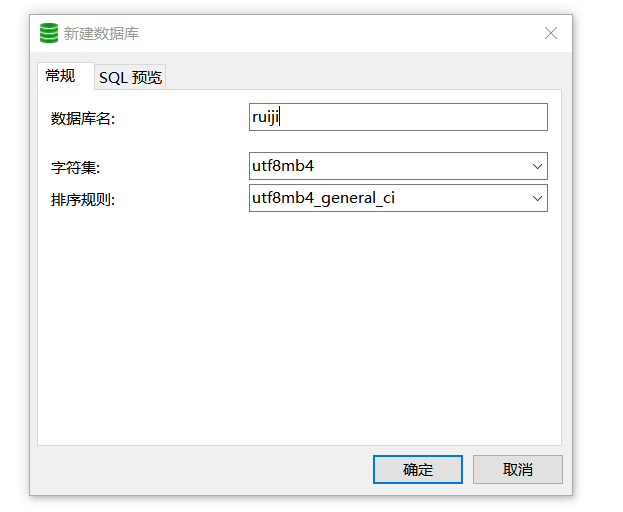 新建数据库
常规 SQL 预览
数据库名: ruiji
字符集: utf8mb4
排序规则: utf8mb4_general_ci
确定 取消